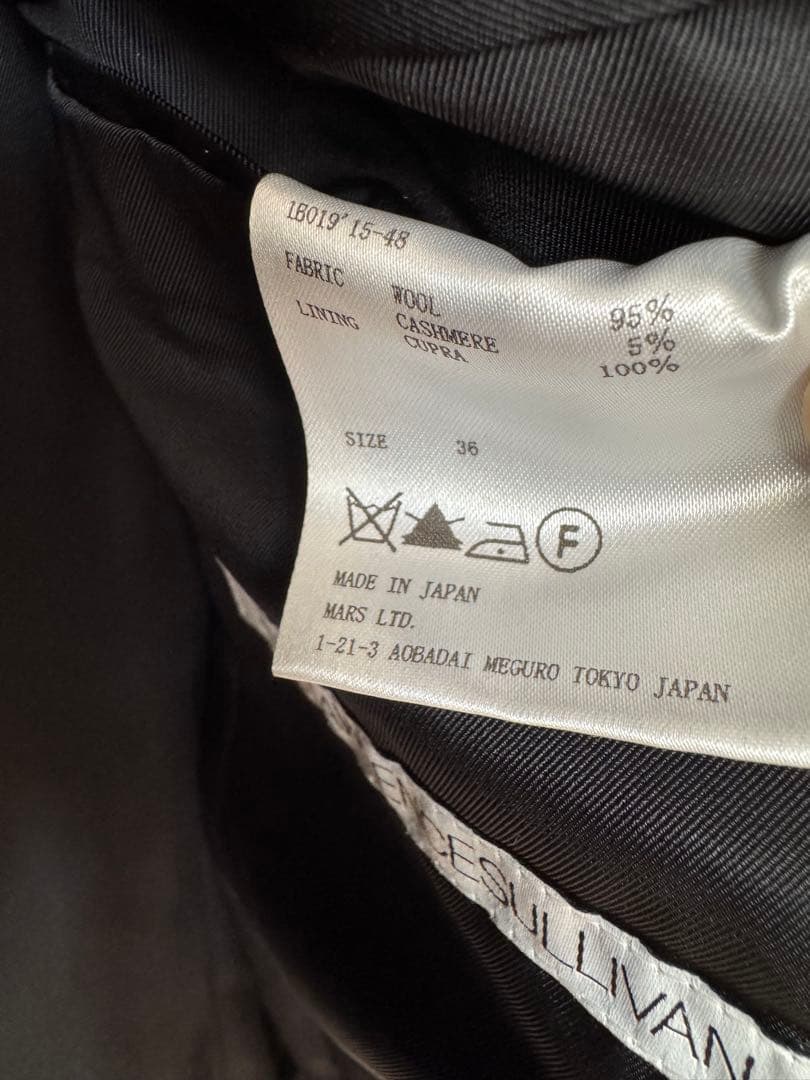 1B019'15-48
FABRIC WOOL 95%
CASHMERE 5%
LINING CUPRA 100%
SIZE 36
F
MADE IN JAPAN
MARS LTD.
1-21-3 AOBADAI MEGURO TOKYO JAPAN
ENCESULLIVAN